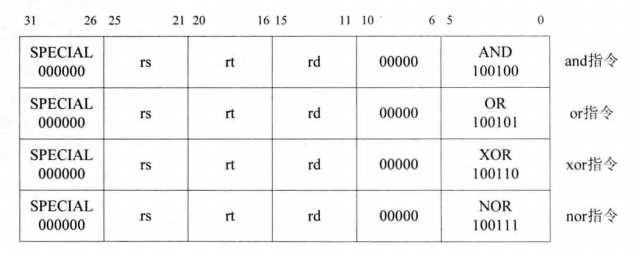 31 26 25 21 20 16 15 11 10 6 5 0
SPECIAL AND
000000 rs rt rd 00000 100100 and指令
SPECIAL OR
000000 rs rt rd 00000 100101 or指令
SPECIAL XOR
000000 rs rt rd 00000 100110 xor指令
SPECIAL NOR
000000 rs rt rd 00000 100111 nor指令